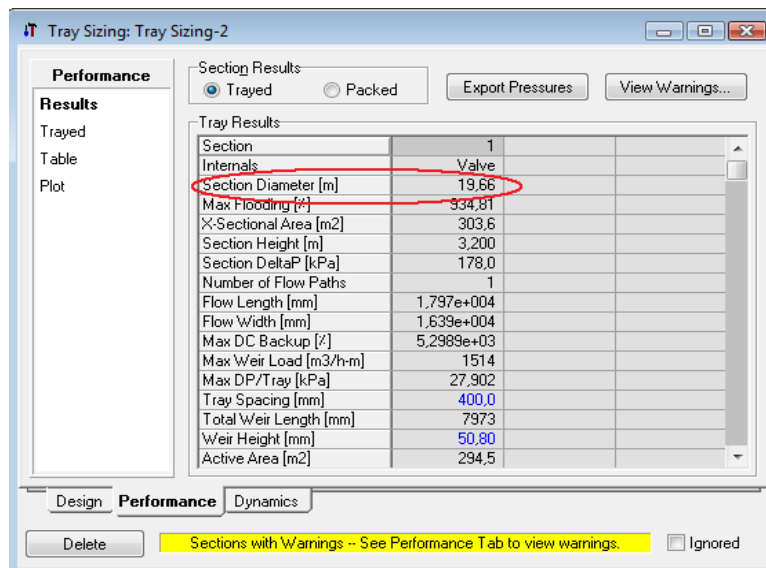 Tray Sizing: Tray Sizing-2
Performance
Results
Trayed
Table
Plot
Section Results
Trayed Packed
Export Pressures
View Warnings...
Tray Results
Section 1
Internals Valve
Section Diameter [m] 19,66
Max Flooding [%] 934,81
X-Sectional Area [m2] 303,6
Section Height [m] 3,200
Section DeltaP [kPa] 178,0
Number of Flow Paths 1
Flow Length [mm] 1,797e+004
Flow Width [mm] 1,639e+004
Max DC Backup [%] 5,2989e+03
Max Weir Load [m3/h-m] 1514
Max DP/Tray [kPa] 27,902
Tray Spacing [mm] 400,0
Total Weir Length [mm] 7973
Weir Height [mm] 50,80
Active Area [m2] 294,5
Design Performance Dynamics
Delete Sections with Warnings -- See Performance Tab to view warnings. Ignored